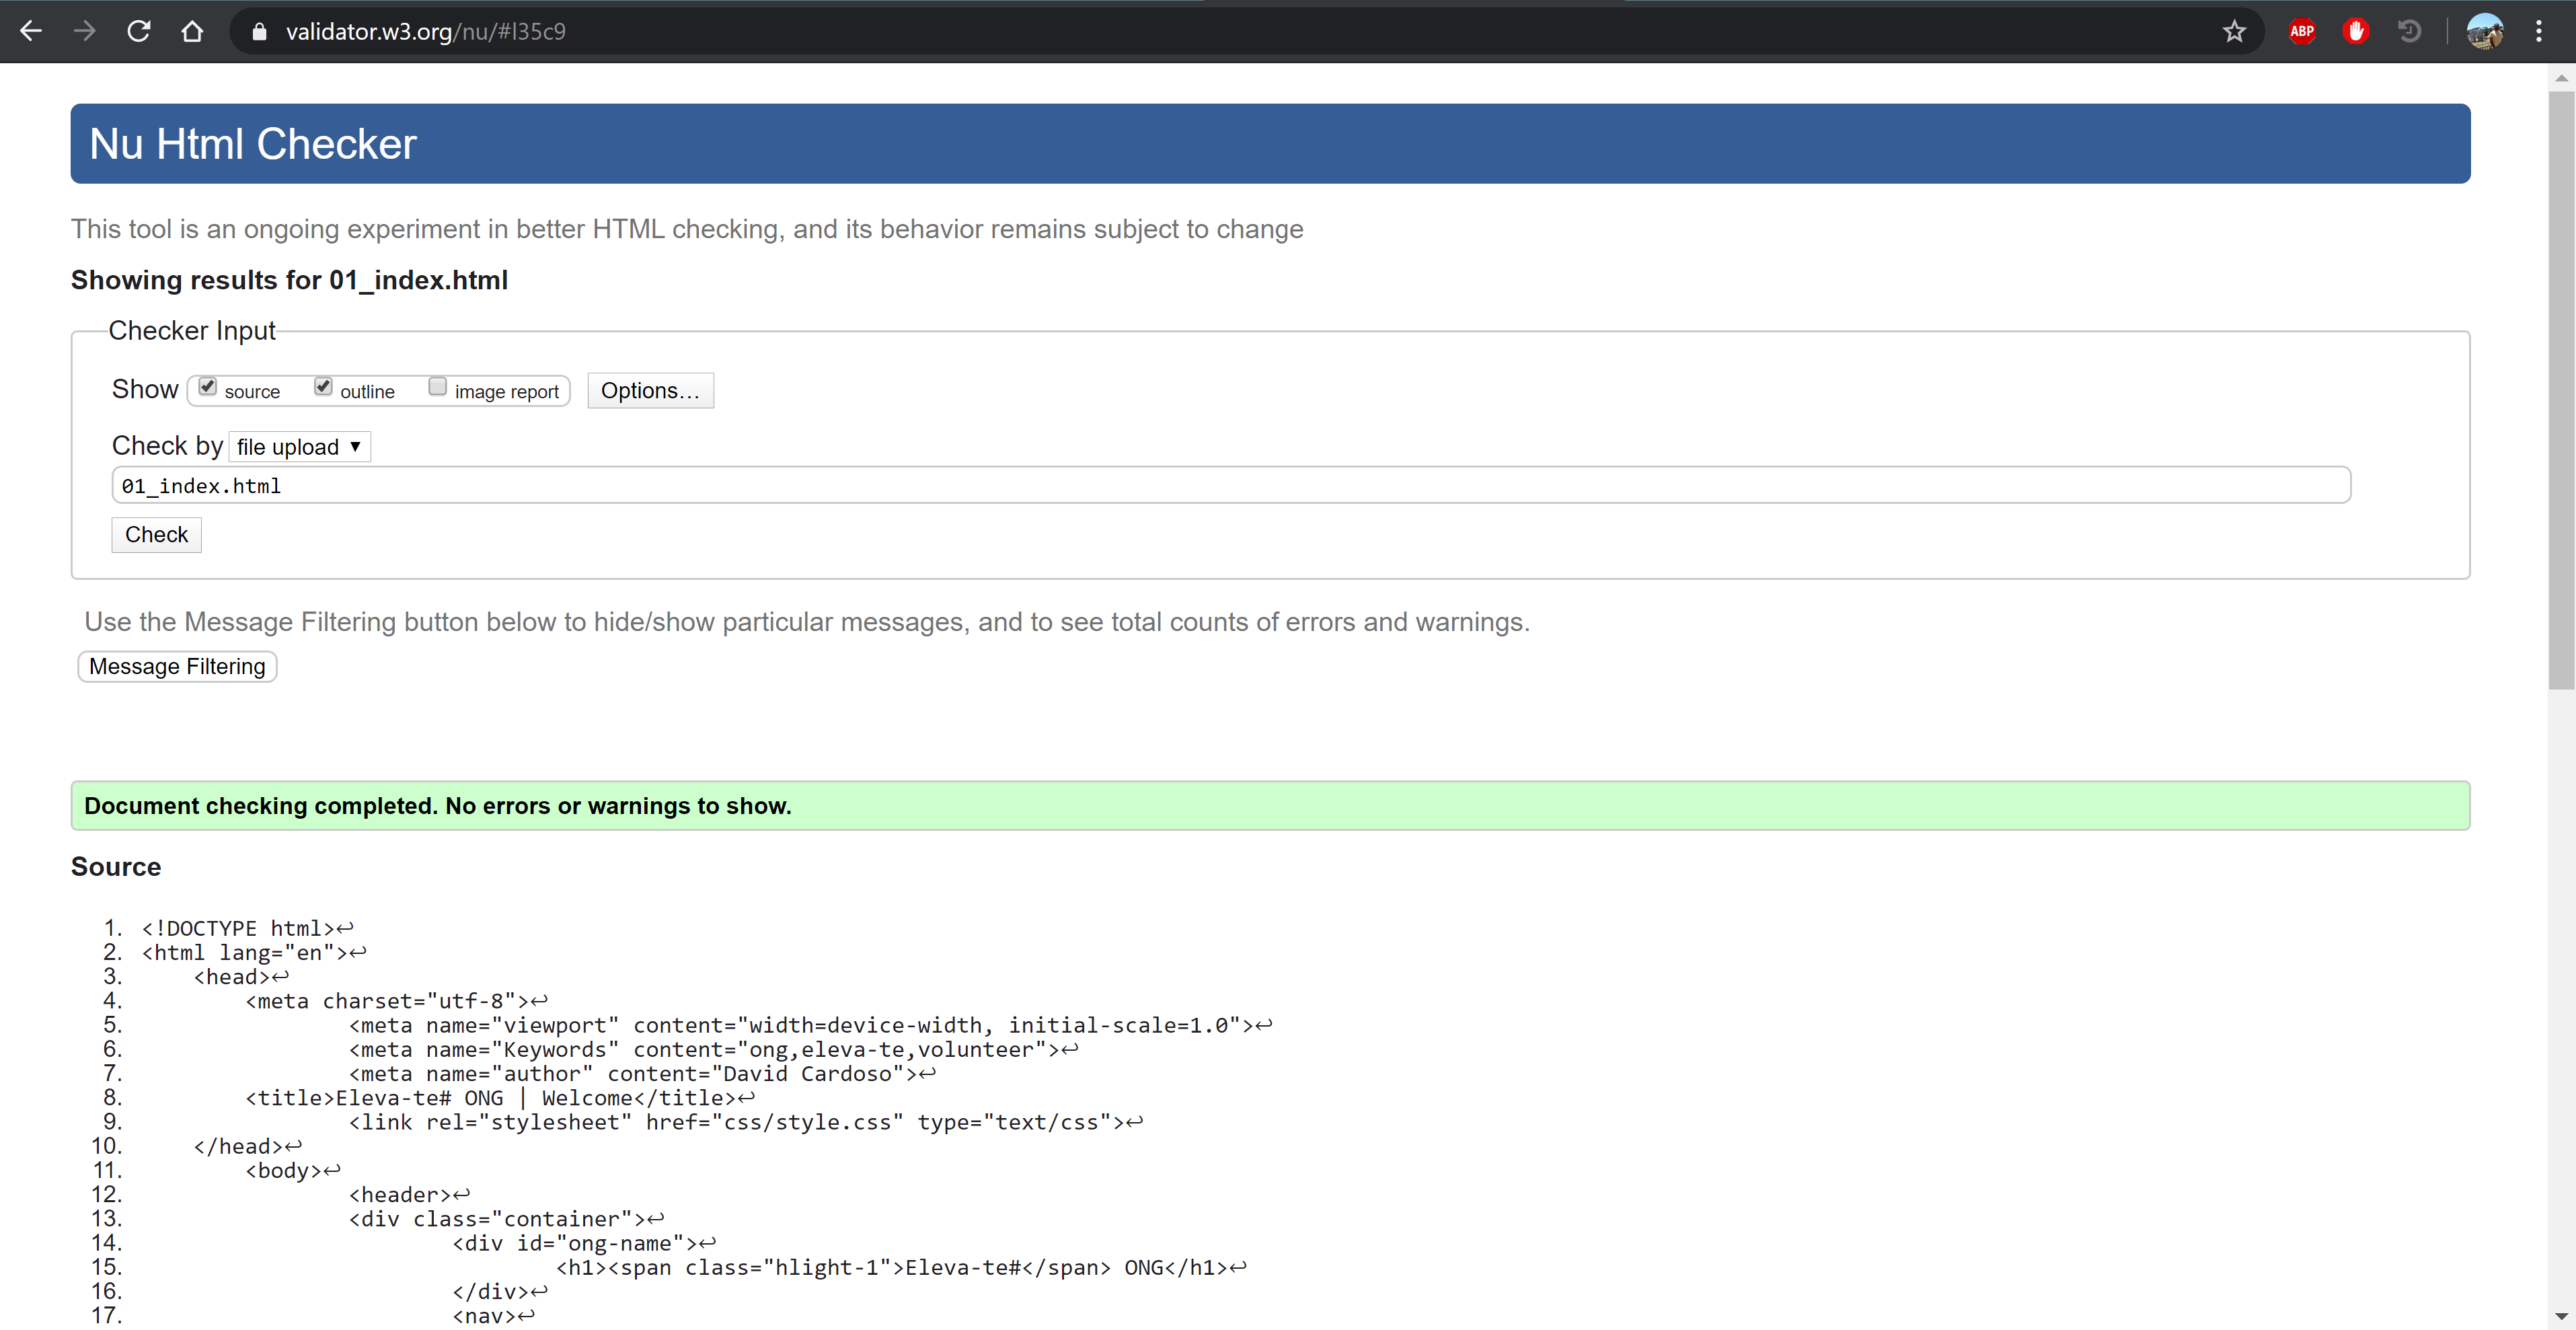 validator.w3.org/nu/#l35c9
ABP
Nu Html Checker
This tool is an ongoing experiment in better HTML checking, and its behavior remains subject to change
Showing results for 01_index.html
Checker Input
Show source outline image report Options...
Check by file upload
01_index.html
Check
Use the Message Filtering button below to hide/show particular messages, and to see total counts of errors and warnings.
Message Filtering
Document checking completed. No errors or warnings to show.
Source
1. <!DOCTYPE html>↩
2. <html lang="en">↩
3. <head>↩
4. <meta charset="utf-8">↩
5. <meta name="viewport" content="width=device-width, initial-scale=1.0">↩
6. <meta name="Keywords" content="ong,eleva-te,volunteer">↩
7. <meta name="author" content="David Cardoso">↩
8. <title>Eleva-te# ONG | Welcome</title>↩
9. <link rel="stylesheet" href="css/style.css" type="text/css">↩
10. </head>↩
11. <body>↩
12. <header>↩
13. <div class="container">↩
14. <div id="ong-name">↩
15. <h1><span class="hlight-1">Eleva-te#</span> ONG</h1>↩
16. </div>↩
17. <nav>↩